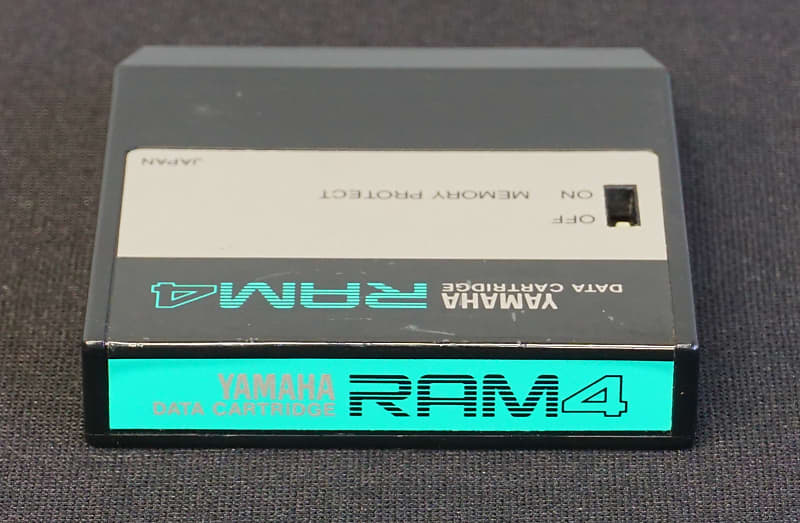 JAPAN
MEMORY PROTECT ON
OFF
YAMAHA
DATA CARTRIDGE
RAM4
YAMAHA
DATA CARTRIDGE
RAM4